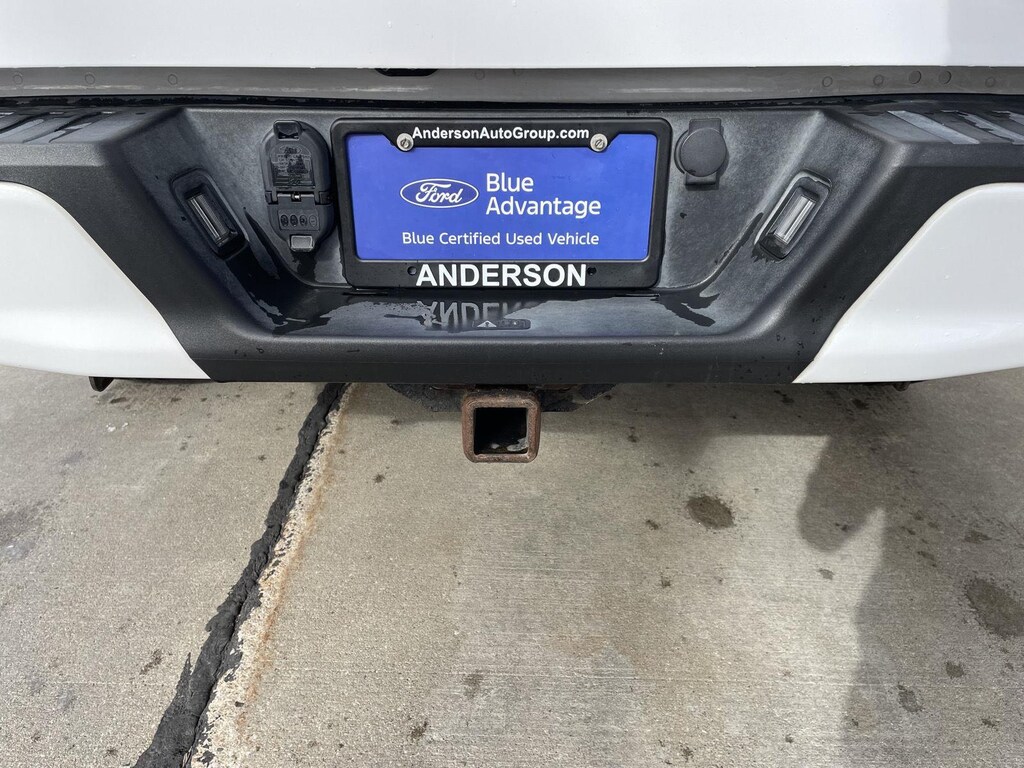 AndersonAutoGroup.com
Ford
Blue
Advantage
Blue Certified Used Vehicle
ANDERSON